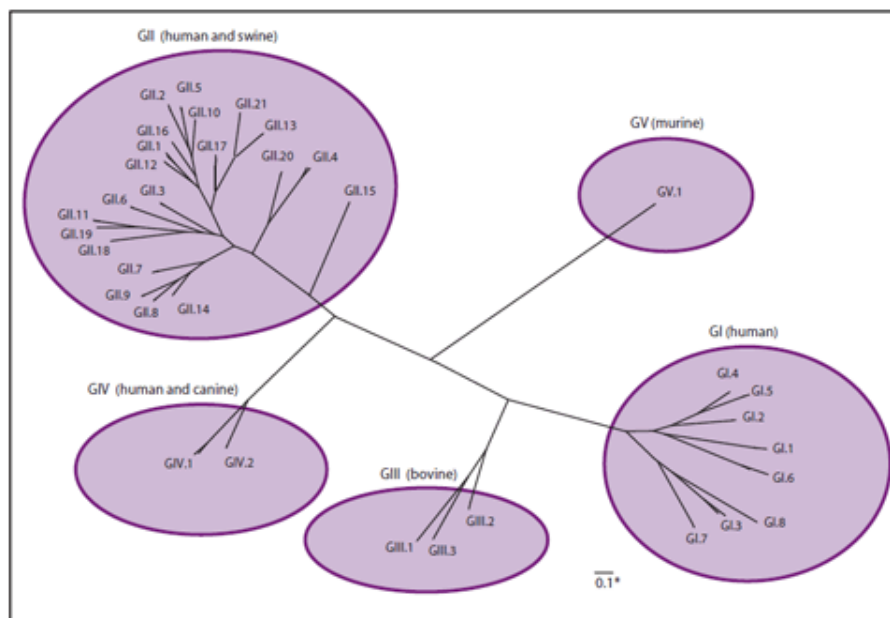 GII (human and swine)
GII.5
GII.2
GII.21
GII.10
GII.13
GII.16
GII.1
GII.17
GII.12
GII.20
GII.4
GII.3
GII.15
GII.6
GII.11
GII.19
GII.18
GII.7
GII.9
GII.8
GII.14
GV (murine)
GV.1
GI (human)
GI.4
GI.5
GI.2
GI.1
GI.6
GI.8
GI.3
GI.7
GIV (human and canine)
GIV.1
GIV.2
GIII (bovine)
GIII.2
GIII.1
GIII.3
0.1*